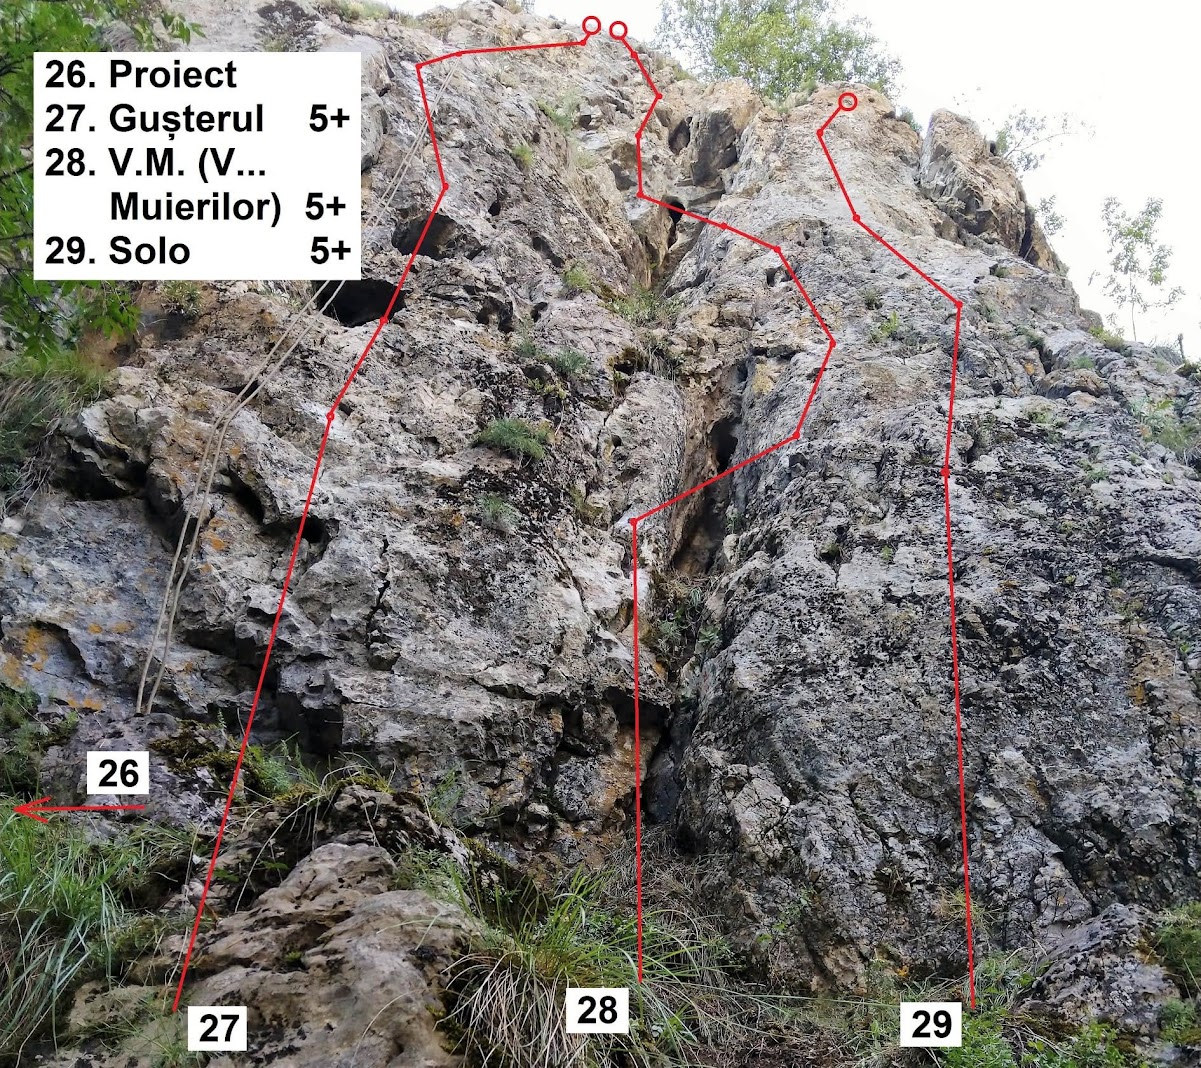 26. Proiect
27. Gușterul 5+
28. V.M. (V...
Muierilor) 5+
29. Solo 5+
26
27
28
29